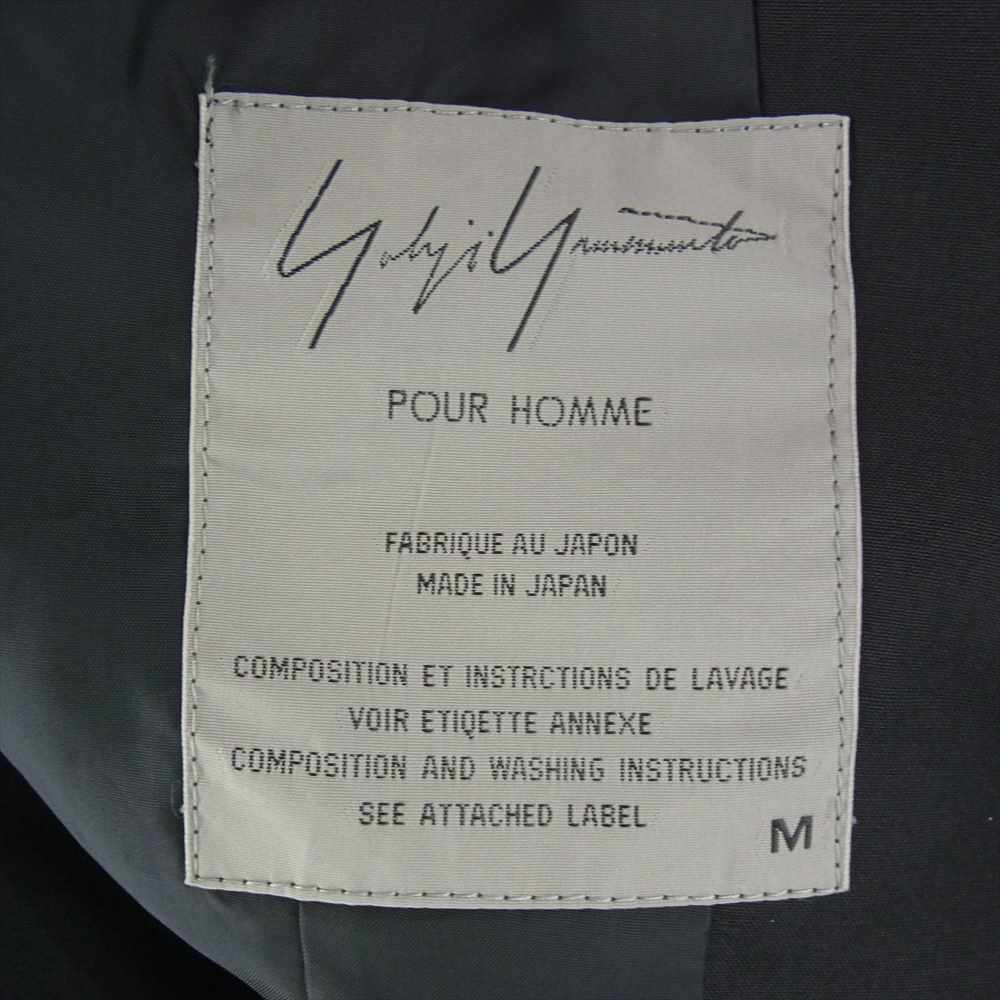 Yohji Yamamoto
POUR HOMME
FABRIQUE AU JAPON
MADE IN JAPAN
COMPOSITION ET INSTRCTIONS DE LAVAGE
VOIR ETIQETTE ANNEXE
COMPOSITION AND WASHING INSTRUCTIONS
SEE ATTACHED LABEL
M